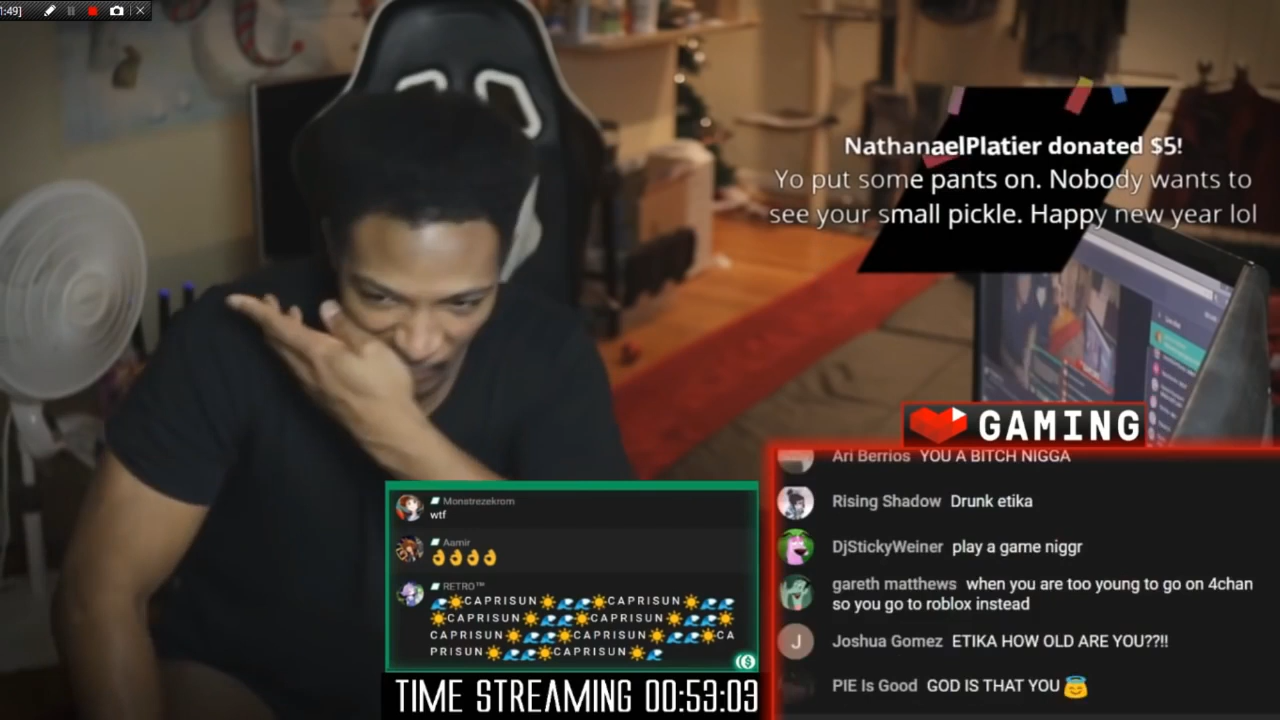 1:49]
NathanaelPlatier donated $5!
Yo put some pants on. Nobody wants to
see your small pickle. Happy new year lol
GAMING
Ari Berrios YOU A BITCH NIGGA
Rising Shadow Drunk etika
DjStickyWeiner play a game niggr
gareth matthews when you are too young to go on 4chan
so you go to roblox instead
J
Joshua Gomez ETIKA HOW OLD ARE YOU??!!
PIE Is Good GOD IS THAT YOU 😇
Monstrezekrom
wtf
Aamir
👌👌👌👌
RETRO™
🌊☀CAPRISUN☀🌊🌊☀CAPRISUN☀🌊🌊
☀CAPRISUN☀🌊🌊☀CAPRISUN☀🌊🌊☀
CAPRISUN☀🌊🌊☀CAPRISUN☀🌊🌊☀CA
PRISUN☀🌊🌊☀CAPRISUN☀🌊
TIME STREAMING 00:53:03